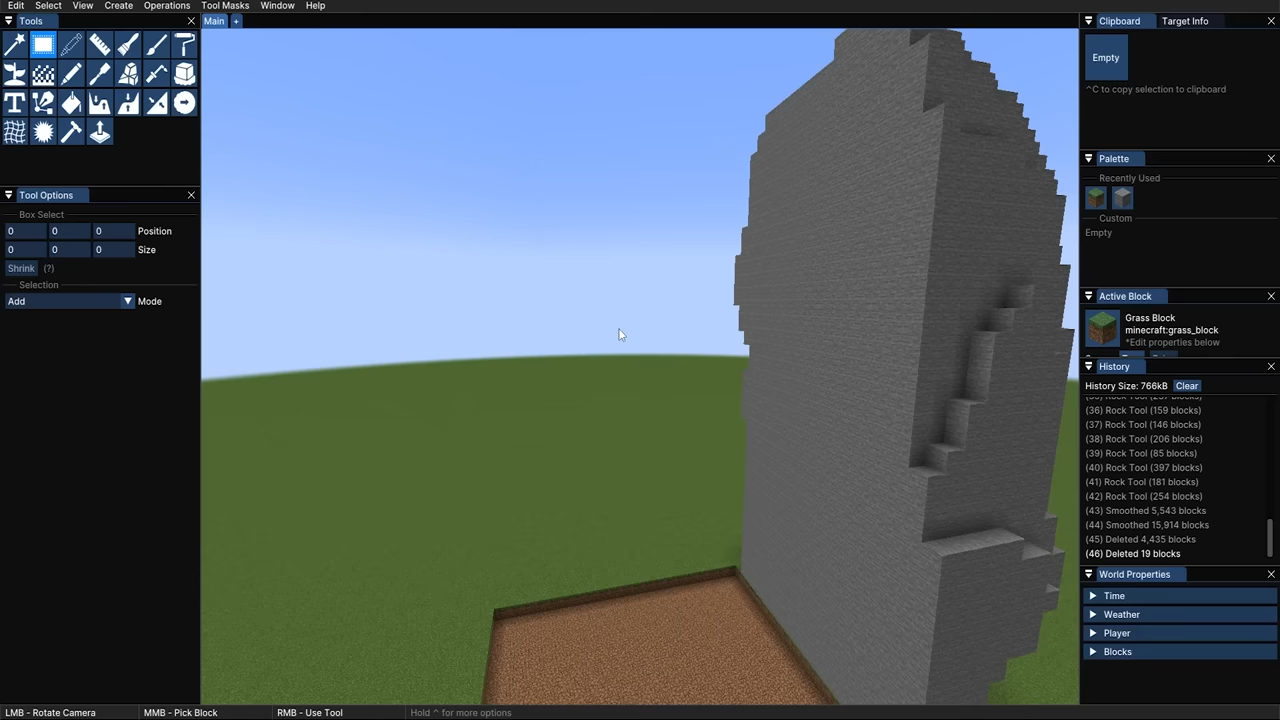 Edit Select View Create Operations Tool Masks Window Help
Tools
Main +
Clipboard Target Info
Empty
^C to copy selection to clipboard
Palette
Recently Used
Custom
Empty
Tool Options
Box Select
0 0 0 Position
0 0 0 Size
Shrink (?)
Selection
Add Mode
Active Block
Grass Block
minecraft:grass_block
*Edit properties below
History
History Size: 766kB Clear
(36) Rock Tool (159 blocks)
(37) Rock Tool (146 blocks)
(38) Rock Tool (206 blocks)
(39) Rock Tool (85 blocks)
(40) Rock Tool (397 blocks)
(41) Rock Tool (181 blocks)
(42) Rock Tool (254 blocks)
(43) Smoothed 5,543 blocks
(44) Smoothed 15,914 blocks
(45) Deleted 4,435 blocks
(46) Deleted 19 blocks
World Properties
Time
Weather
Player
Blocks
LMB - Rotate Camera MMB - Pick Block RMB - Use Tool Hold ^ for more options